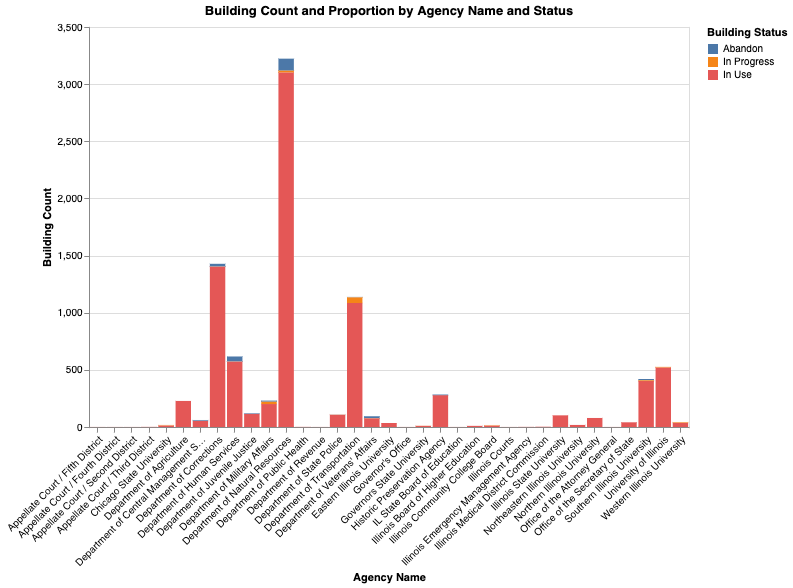 Building Count and Proportion by Agency Name and Status
Building Status
Abandon
In Progress
In Use
Building Count
3,500
3,000
2,500
2,000
1,500
1,000
500
0
Appellate Court / Fifth District
Appellate Court / Fourth District
Appellate Court / Second District
Appellate Court / Third District
Chicago State University
Department of Agriculture
Department of Central Management S...
Department of Corrections
Department of Human Services
Department of Juvenile Justice
Department of Military Affairs
Department of Natural Resources
Department of Public Health
Department of Revenue
Department of State Police
Department of Transportation
Department of Veterans' Affairs
Eastern Illinois University
Governor's Office
Governors State University
Historic Preservation Agency
IL State Board of Education
Illinois Board of Higher Education
Illinois Community College Board
Illinois Courts
Illinois Emergency Management Agency
Illinois Medical District Commission
Illinois State University
Northeastern Illinois University
Northern Illinois University
Office of the Attorney General
Office of the Secretary of State
Southern Illinois University
University of Illinois
Western Illinois University
Agency Name